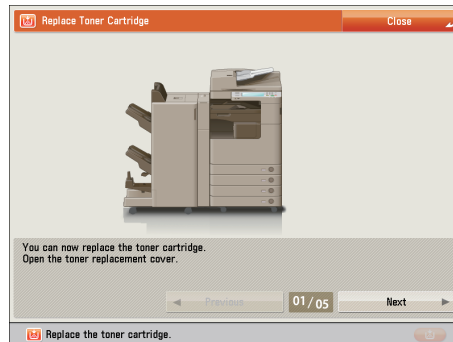 Replace Toner Cartridge
Close
You can now replace the toner cartridge.
Open the toner replacement cover.
◄ Previous
01/05
Next ►
Replace the toner cartridge.